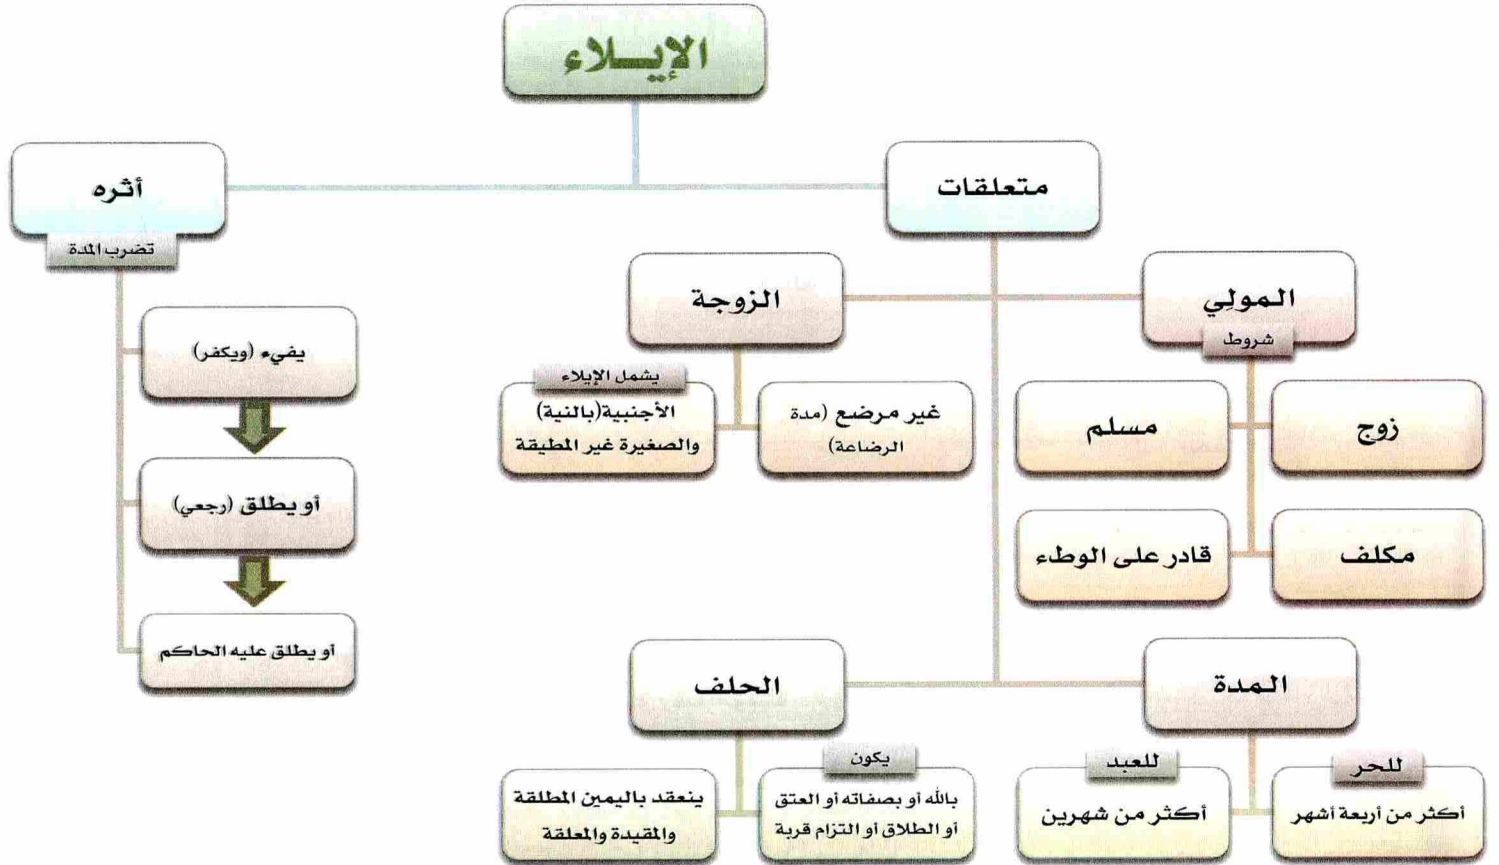 الإيلاء
متعلقات
أثره
تضرب المدة
المولِي
شروط
زوج
مسلم
مكلف
قادر على الوطء
الزوجة
غير مرضع (مدة
الرضاعة)
يشمل الإيلاء
الأجنبية(بالنية)
والصغيرة غير المطيقة
المدة
للحر
أكثر من أربعة أشهر
للعبد
أكثر من شهرين
الحلف
يكون
بالله أو بصفاته أو العتق
أو الطلاق أو التزام قربة
ينعقد باليمين المطلقة
والمقيدة والمعلقة
يفيء (ويكفر)
أو يطلق (رجعي)
أو يطلق عليه الحاكم